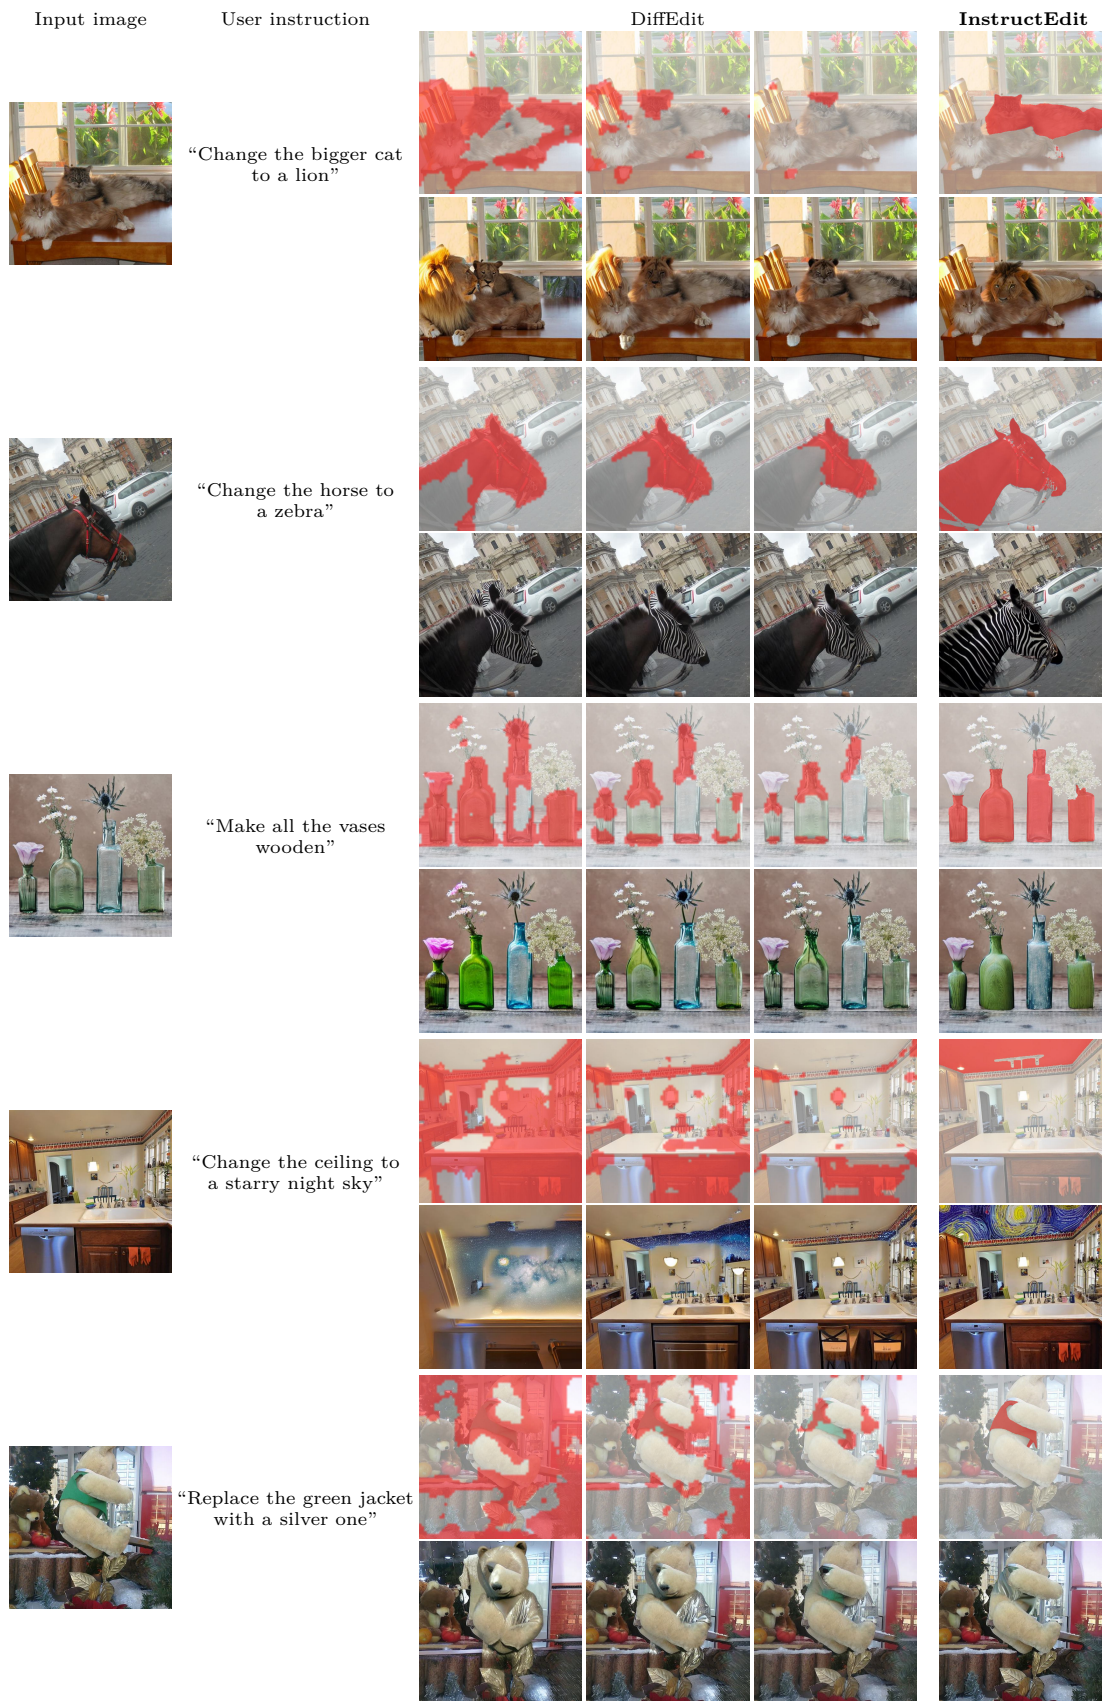 Input image
User instruction
DiffEdit
InstructEdit
“Change the bigger cat
to a lion”
“Change the horse to
a zebra”
“Make all the vases
wooden”
“Change the ceiling to
a starry night sky”
“Replace the green jacket
with a silver one”